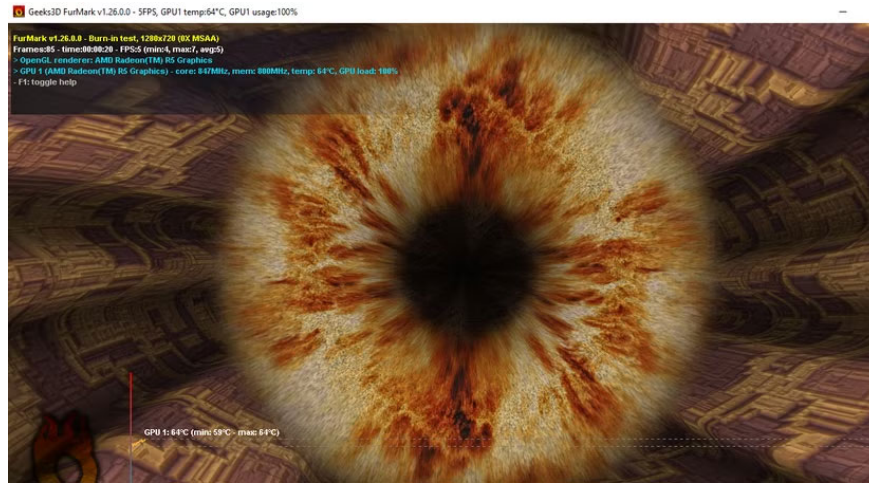 Geeks3D FurMark v1.26.0.0 - 5FPS, GPU1 temp:64°C, GPU1 usage:100%
FurMark v1.26.0.0 - Burn-in test, 1280x720 (0X MSAA)
Frames:85 - time:00:00:20 - FPS:5 (min:4, max:7, avg:5)
> OpenGL renderer: AMD Radeon(TM) R5 Graphics
> GPU 1 (AMD Radeon(TM) R5 Graphics) - core: 847MHz, mem: 800MHz, temp: 64°C, GPU load: 100%
- F1: toggle help
GPU 1: 64°C (min: 59°C - max: 64°C)